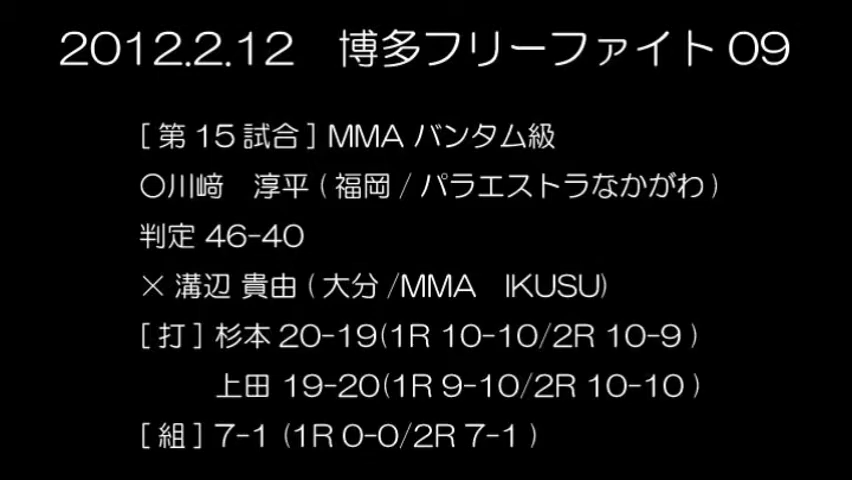 2012.2.12　博多フリーファイト09
[第15試合] MMA バンタム級
○川﨑　淳平 (福岡/パラエストラなかがわ)
判定 46-40
×溝辺 貴由 (大分/MMA　IKUSU)
[打] 杉本 20-19(1R 10-10/2R 10-9)
上田 19-20(1R 9-10/2R 10-10)
[組] 7-1 (1R 0-0/2R 7-1)